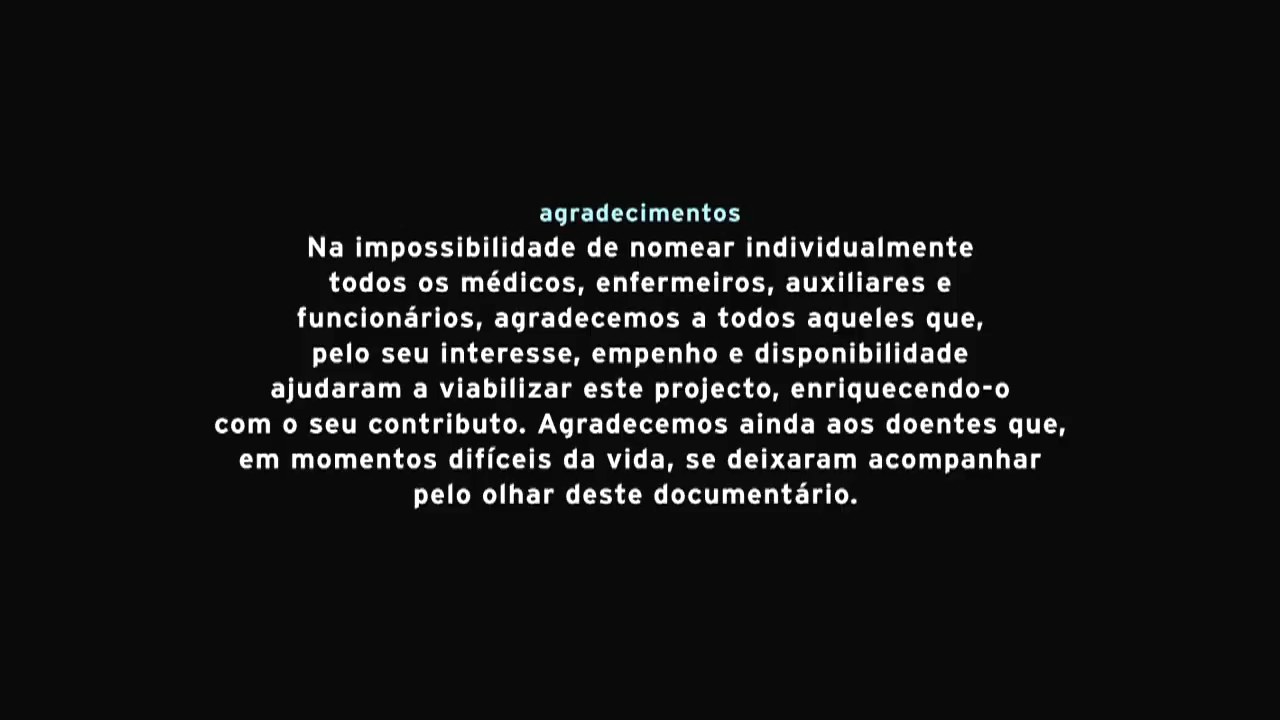 agradecimentos
Na impossibilidade de nomear individualmente
todos os médicos, enfermeiros, auxiliares e
funcionários, agradecemos a todos aqueles que,
pelo seu interesse, empenho e disponibilidade
ajudaram a viabilizar este projecto, enriquecendo-o
com o seu contributo. Agradecemos ainda aos doentes que,
em momentos difíceis da vida, se deixaram acompanhar
pelo olhar deste documentário.